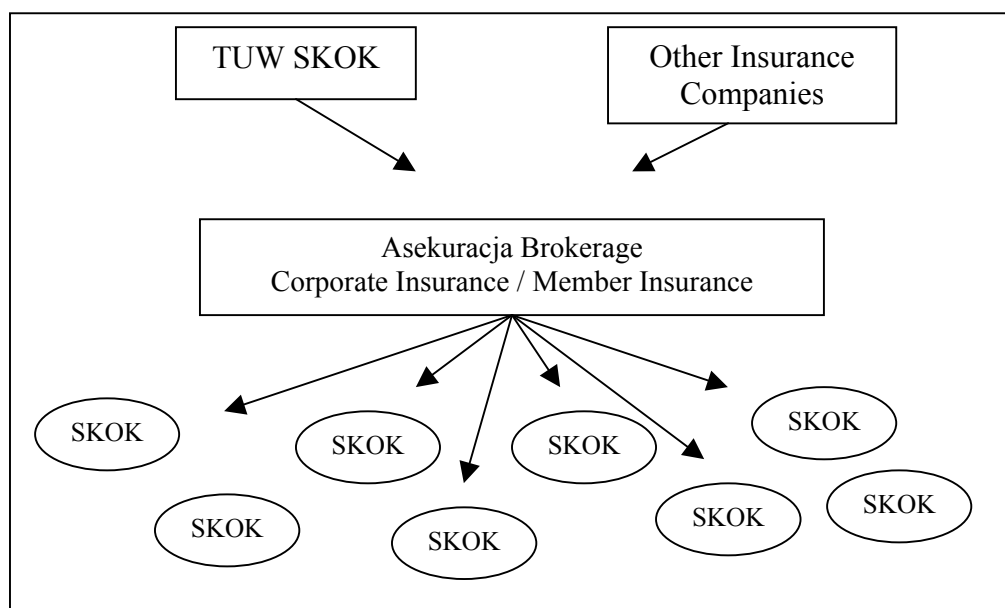 TUW SKOK
Other Insurance
Companies
Asekuracja Brokerage
Corporate Insurance / Member Insurance
SKOK
SKOK
SKOK
SKOK
SKOK
SKOK
SKOK
SKOK